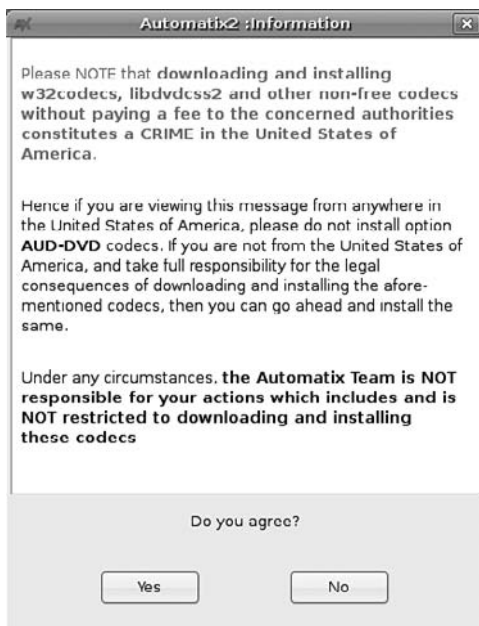 Automatix2 :Information
Please NOTE that downloading and installing
w32codecs, libdvdcss2 and other non-free codecs
without paying a fee to the concerned authorities
constitutes a CRIME in the United States of
America.
Hence if you are viewing this message from anywhere in
the United States of America, please do not install option
AUD-DVD codecs. If you are not from the United States of
America, and take full responsibility for the legal
consequences of downloading and installing the afore-
mentioned codecs, then you can go ahead and install the
same.
Under any circumstances, the Automatix Team is NOT
responsible for your actions which includes and is
NOT restricted to downloading and installing
these codecs
Do you agree?
Yes
No